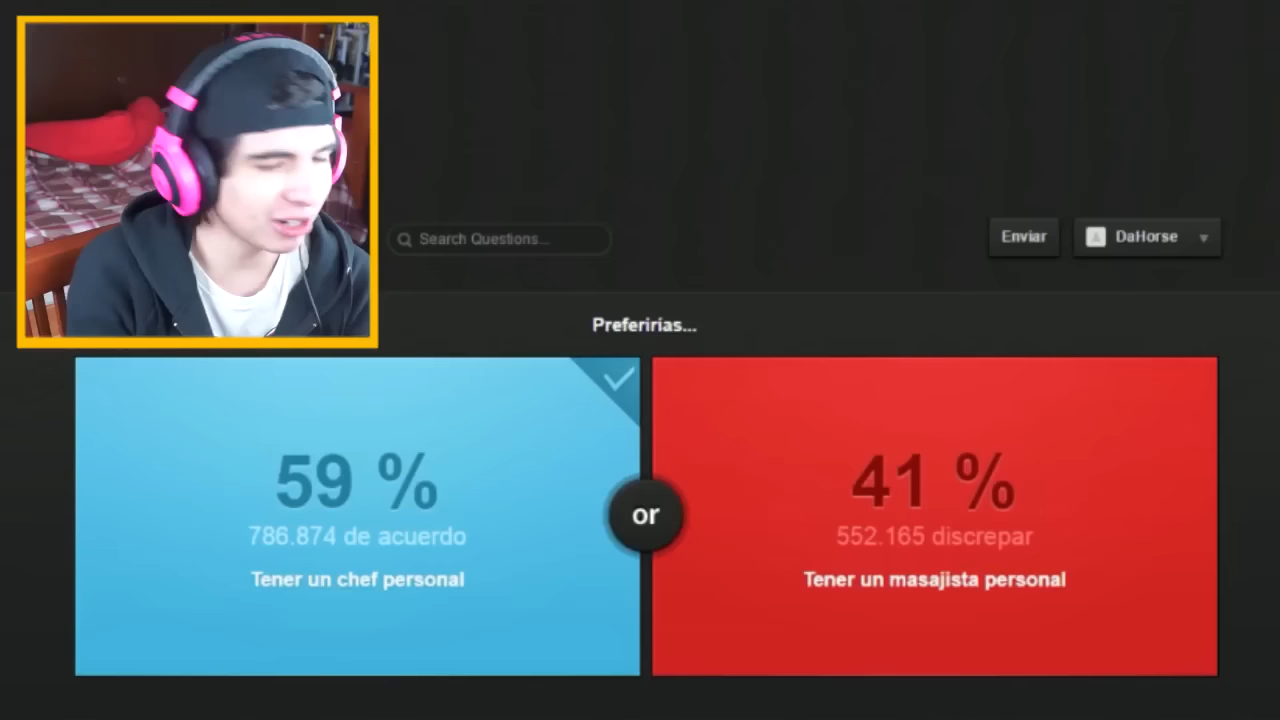 Search Questions...
Enviar
DaHorse
Preferirías...
59 %
786.874 de acuerdo
Tener un chef personal
or
41 %
552.165 discrepar
Tener un masajista personal